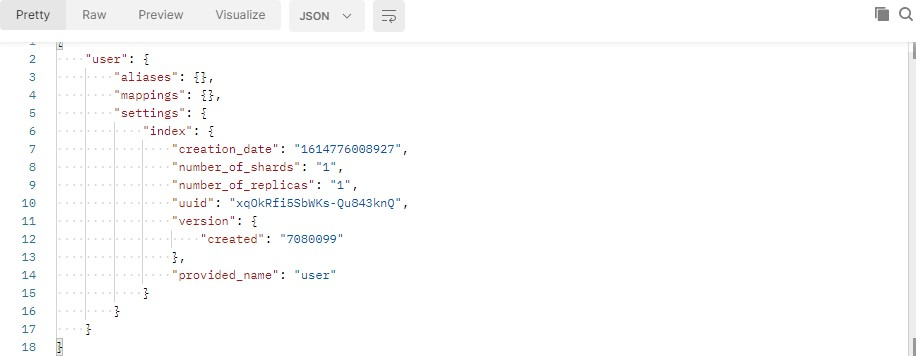 Pretty Raw Preview Visualize JSON
1 {
2 "user": {
3 "aliases": {},
4 "mappings": {},
5 "settings": {
6 "index": {
7 "creation_date": "1614776008927",
8 "number_of_shards": "1",
9 "number_of_replicas": "1",
10 "uuid": "xqOkRfi5SbWKs-Qu843knQ",
11 "version": {
12 "created": "7080099"
13 },
14 "provided_name": "user"
15 }
16 }
17 }
18 }